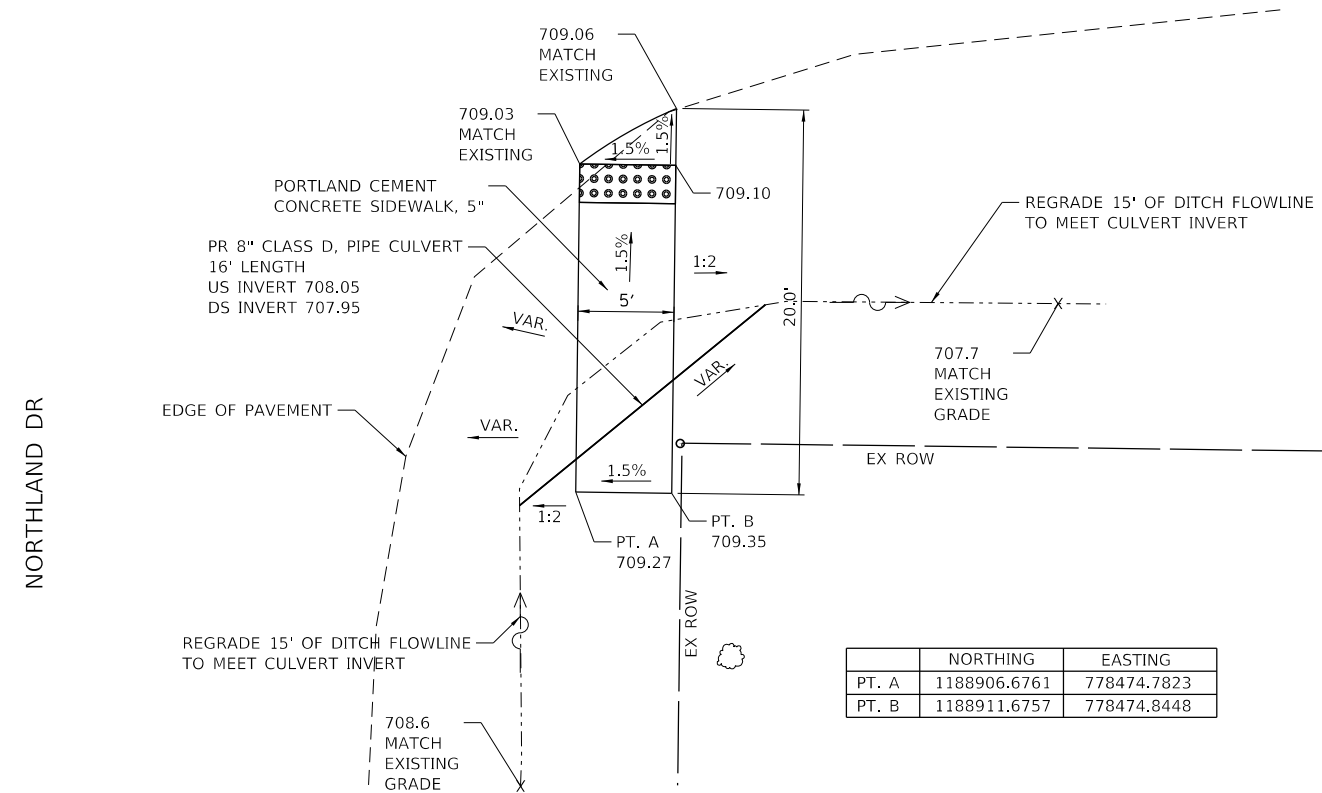 709.06
MATCH
EXISTING
709.03
MATCH
EXISTING
1.5%
1.5%
PORTLAND CEMENT
CONCRETE SIDEWALK, 5"
709.10
REGRADE 15' OF DITCH FLOWLINE
TO MEET CULVERT INVERT
PR 8" CLASS D, PIPE CULVERT
16' LENGTH
US INVERT 708.05
DS INVERT 707.95
1.5%
1:2
5'
20.0'
VAR.
VAR.
707.7
MATCH
EXISTING
GRADE
EDGE OF PAVEMENT
VAR.
EX ROW
NORTHLAND DR
1.5%
1:2
PT. A
709.27
PT. B
709.35
EX ROW
REGRADE 15' OF DITCH FLOWLINE
TO MEET CULVERT INVERT
NORTHING EASTING
PT. A 1188906.6761 778474.7823
PT. B 1188911.6757 778474.8448
708.6
MATCH
EXISTING
GRADE